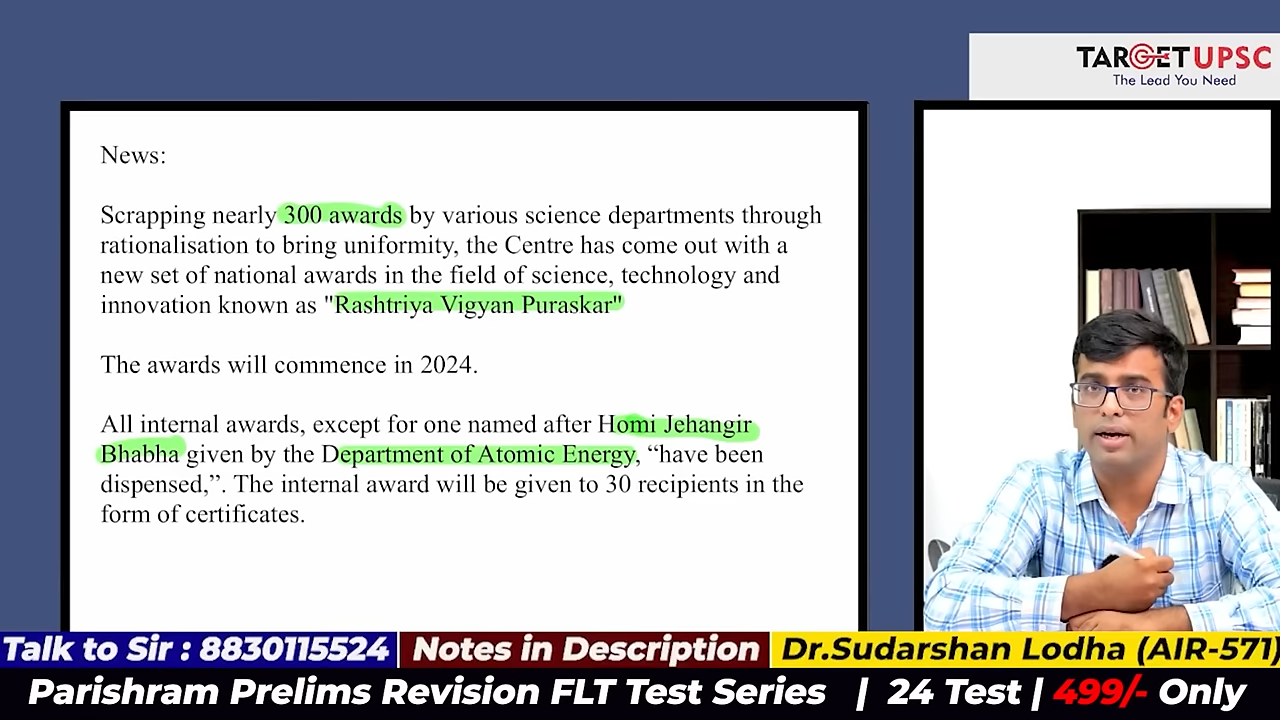 TARGET UPSC
The Lead You Need
News:
Scrapping nearly 300 awards by various science departments through
rationalisation to bring uniformity, the Centre has come out with a
new set of national awards in the field of science, technology and
innovation known as "Rashtriya Vigyan Puraskar"
The awards will commence in 2024.
All internal awards, except for one named after Homi Jehangir
Bhabha given by the Department of Atomic Energy, “have been
dispensed,”. The internal award will be given to 30 recipients in the
form of certificates.
Talk to Sir : 8830115524
Notes in Description
Dr.Sudarshan Lodha (AIR-571)
Parishram Prelims Revision FLT Test Series | 24 Test | 499/- Only